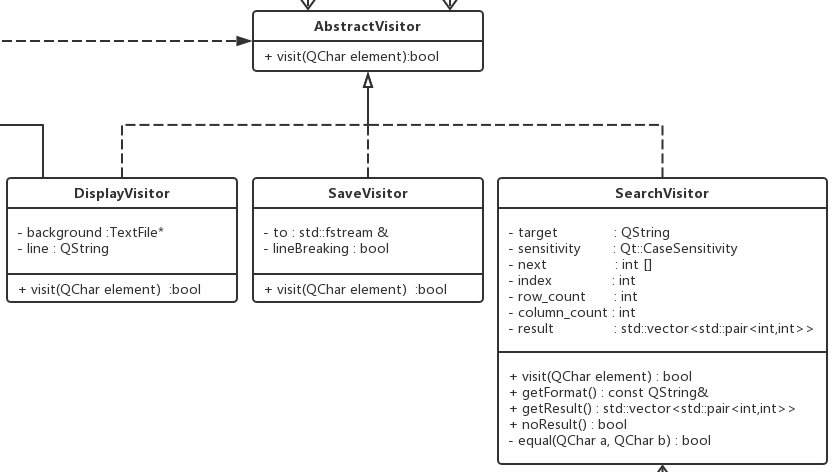 AbstractVisitor
+ visit(QChar element):bool
DisplayVisitor
- background :TextFile*
- line : QString
+ visit(QChar element)  :bool
SaveVisitor
- to : std::fstream &
- lineBreaking : bool
+ visit(QChar element)  :bool
SearchVisitor
- target : QString
- sensitivity : Qt::CaseSensitivity
- next : int []
- index : int
- row_count : int
- column_count : int
- result : std::vector<std::pair<int,int>>
+ visit(QChar element) : bool
+ getFormat() : const QString&
+ getResult() : std::vector<std::pair<int,int>>
+ noResult() : bool
- equal(QChar a, QChar b) : bool